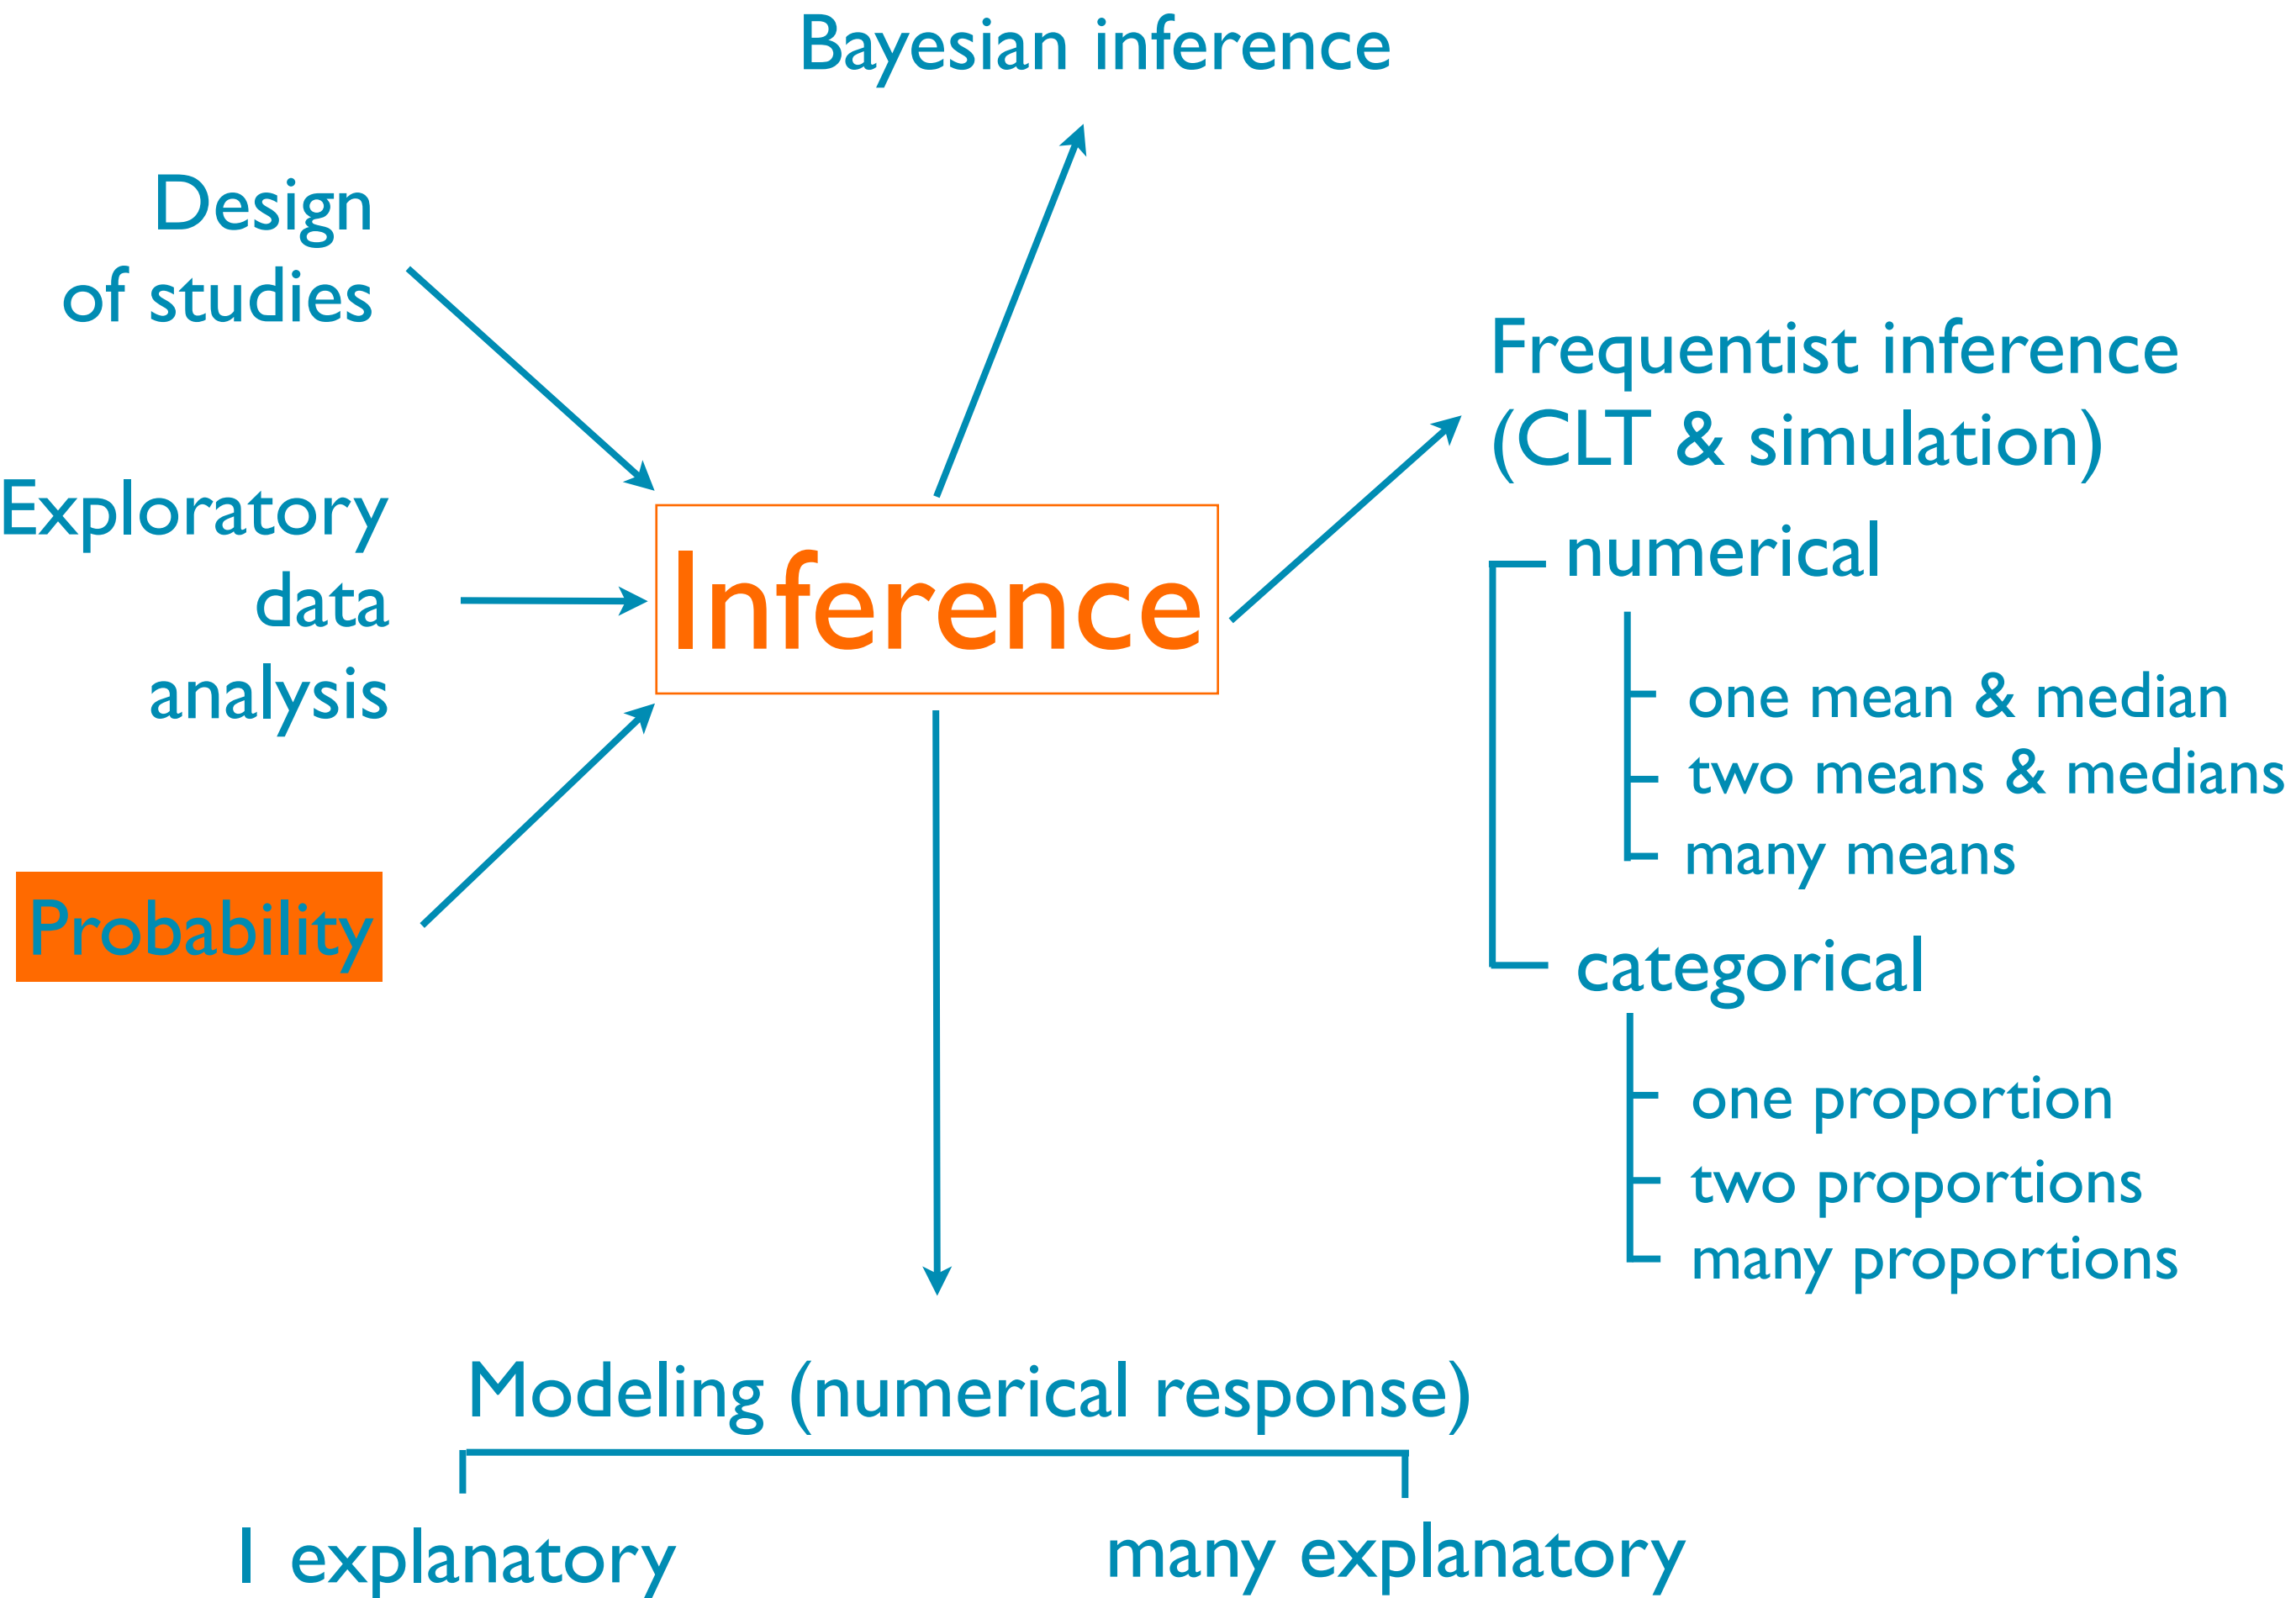 Bayesian inference
Design
of studies
Exploratory
data
analysis
Probability
Inference
Frequentist inference
(CLT & simulation)
numerical
one mean & median
two means & medians
many means
categorical
one proportion
two proportions
many proportions
Modeling (numerical response)
1 explanatory
many explanatory